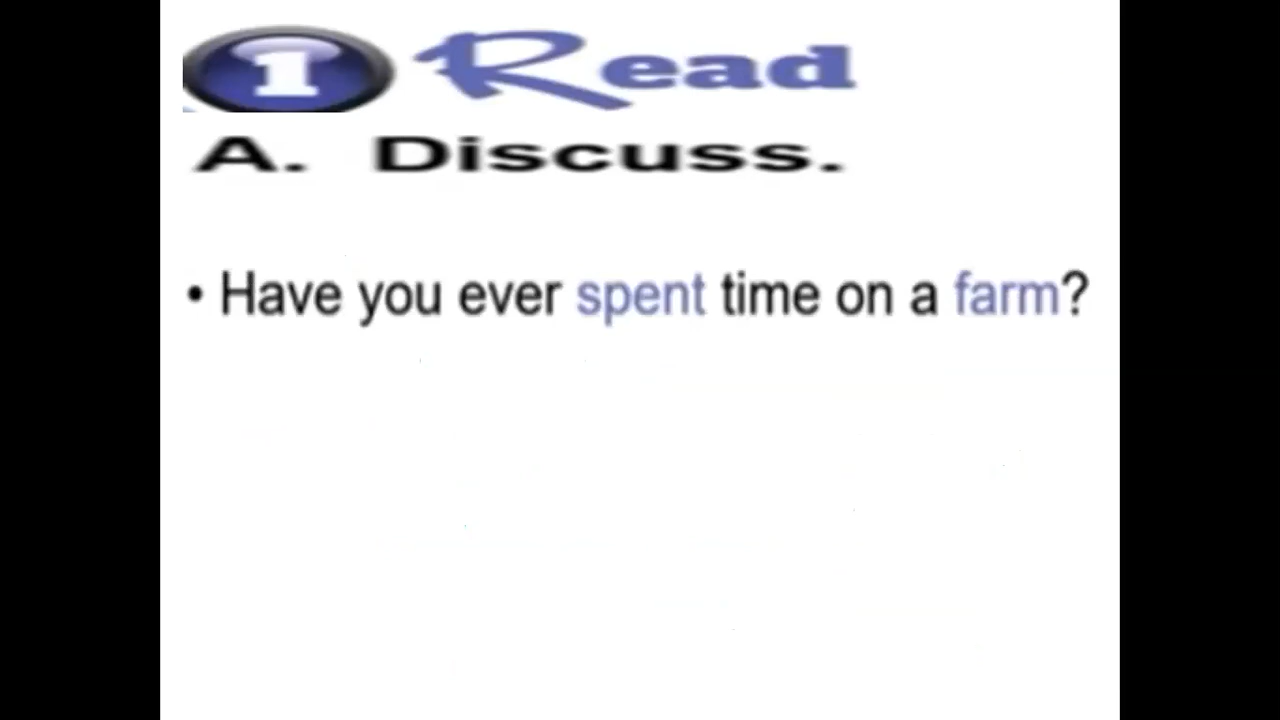 1 Read
A. Discuss.
• Have you ever spent time on a farm?